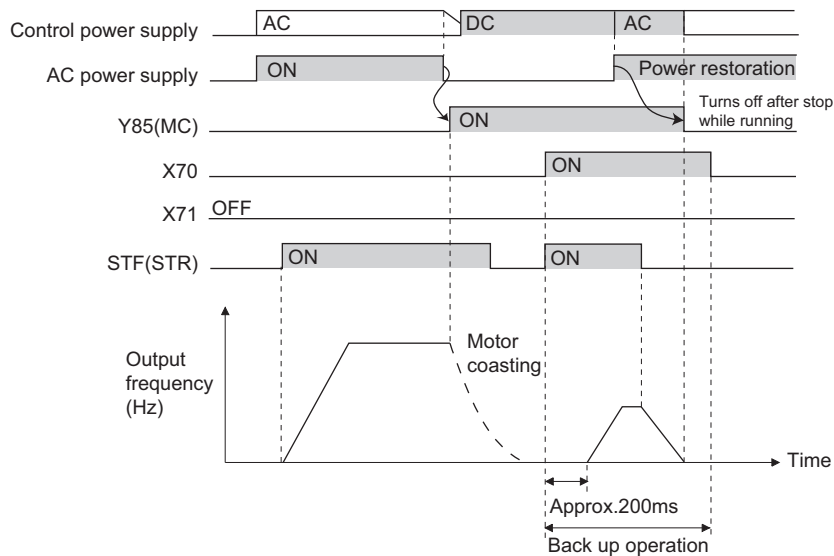 Control power supply
AC
DC
AC
AC power supply
ON
Power restoration
Turns off after stop
while running
Y85(MC)
ON
X70
ON
X71
OFF
STF(STR)
ON
ON
Output
frequency
(Hz)
Motor
coasting
Time
Approx.200ms
Back up operation